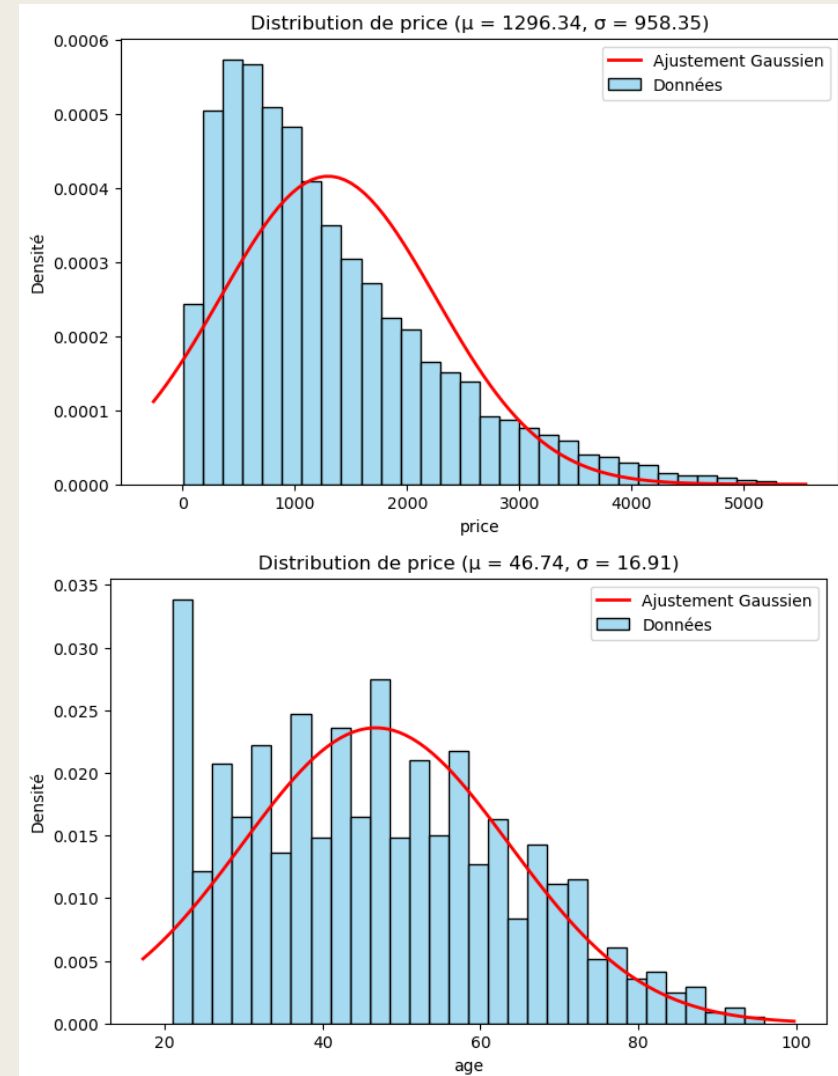 Distribution de price (μ = 1296.34, σ = 958.35)
0.0006
0.0005
0.0004
0.0003
0.0002
0.0001
0.0000
Densité
Ajustement Gaussien
Données
0 1000 2000 3000 4000 5000
price
Distribution de price (μ = 46.74, σ = 16.91)
0.035
0.030
0.025
0.020
0.015
0.010
0.005
0.000
Densité
Ajustement Gaussien
Données
20 40 60 80 100
age